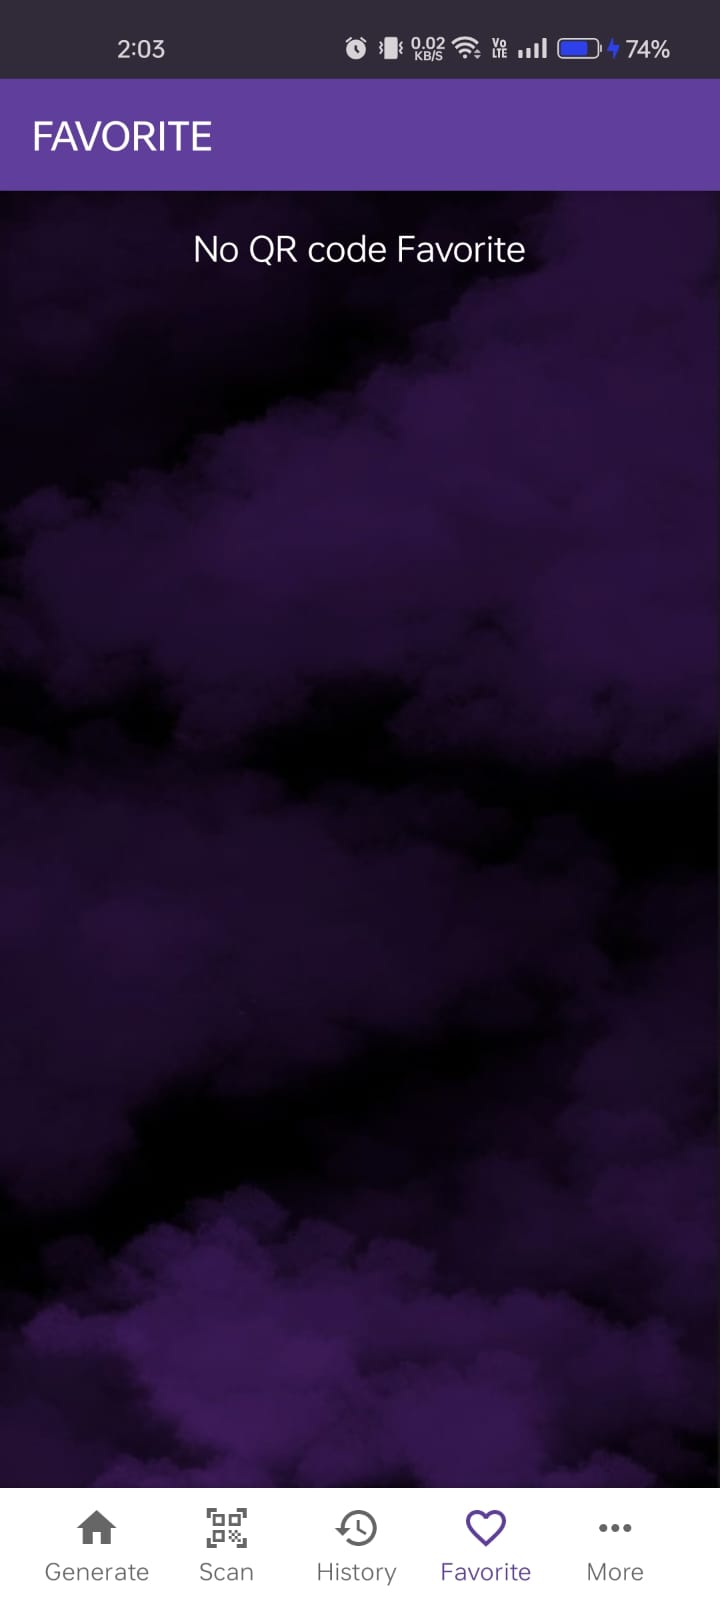 2:03
0.02
KB/S
Vo
LTE
74%
FAVORITE
No QR code Favorite
Generate
Scan
History
Favorite
More